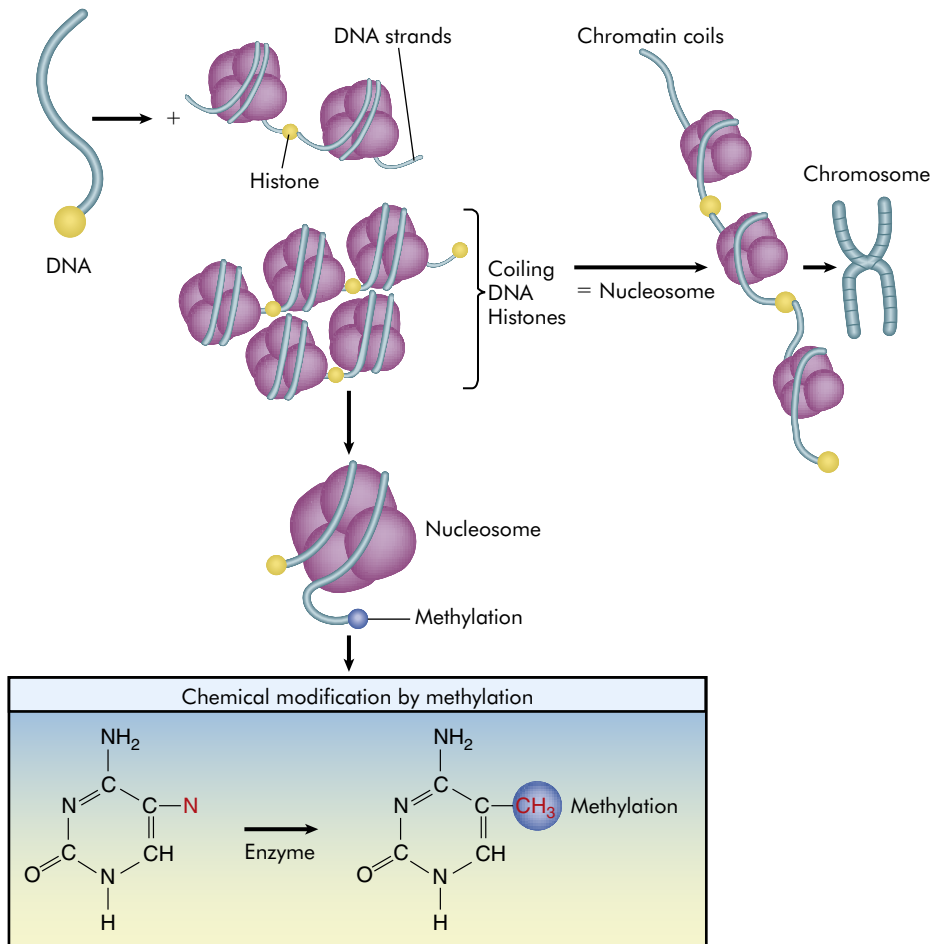 DNA strands
Chromatin coils
+
Histone
Chromosome
DNA
Coiling
DNA
Histones
= Nucleosome
Nucleosome
Methylation
Chemical modification by methylation
NH2
C
N
C
N
C
CH
O
N
H
Enzyme
NH2
C
N
C
CH3
Methylation
C
CH
O
N
H